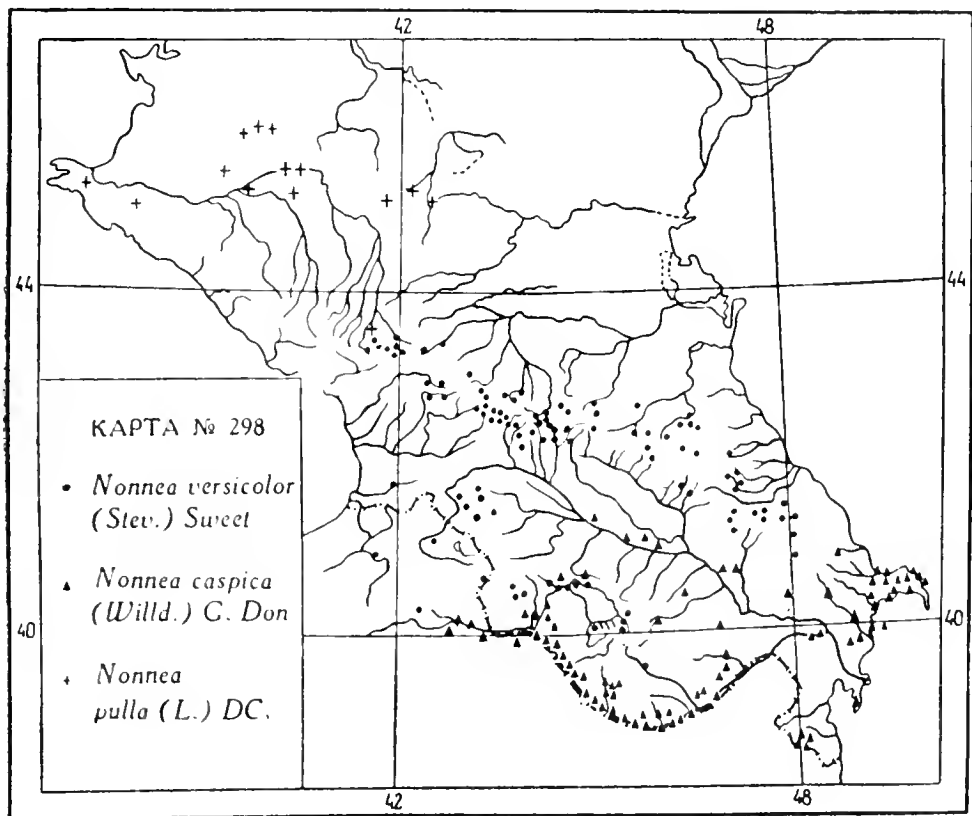 42 48
44 44
КАРТА № 298
• Nonnea versicolor
(Stev.) Sweet
▲ Nonnea caspica
(Willd.) G. Don
40 40
+ Nonnea
pulla (L.) DC.
42 48